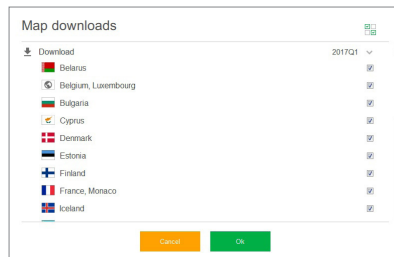 Map downloads
Download 2017Q1
Belarus
Belgium, Luxembourg
Bulgaria
Cyprus
Denmark
Estonia
Finland
France, Monaco
Iceland
Cancel Ok